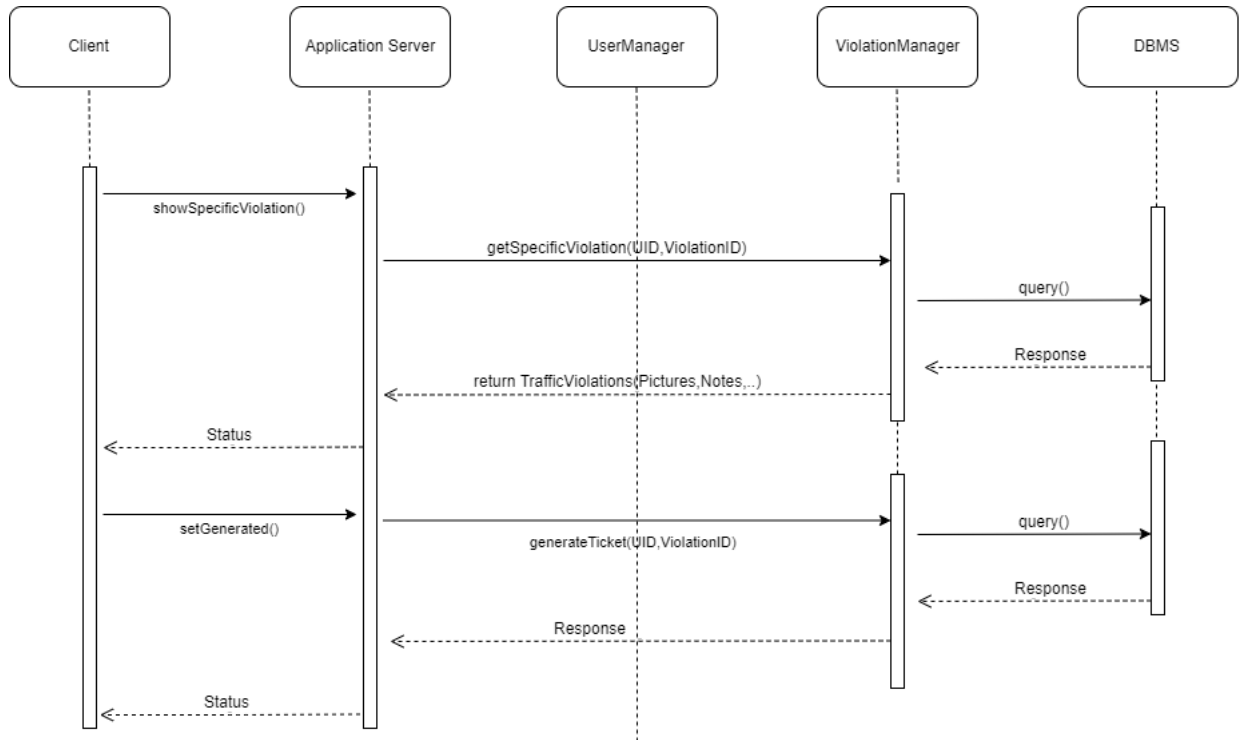 Client
Application Server
UserManager
ViolationManager
DBMS
showSpecificViolation()
getSpecificViolation(UID,ViolationID)
query()
Response
return TrafficViolations(Pictures,Notes,..)
Status
setGenerated()
generateTicket(UID,ViolationID)
query()
Response
Response
Status